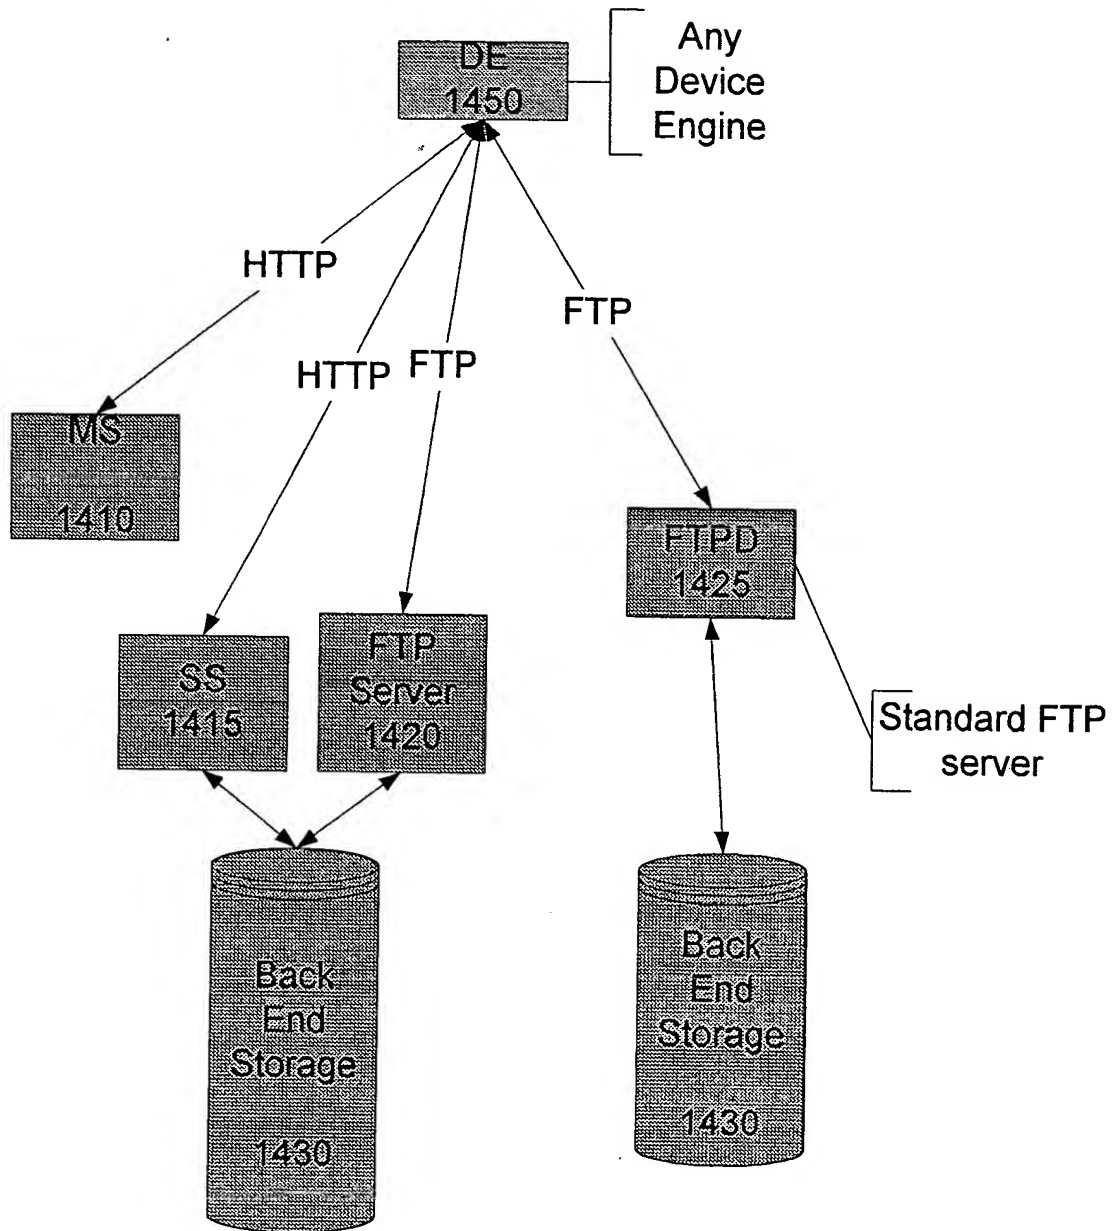 DE
1450
Any
Device
Engine
HTTP
FTP
HTTP
FTP
MS
1410
FTPD
1425
SS
1415
FTP
Server
1420
Standard FTP
server
Back
End
Storage
1430
Back
End
Storage
1430